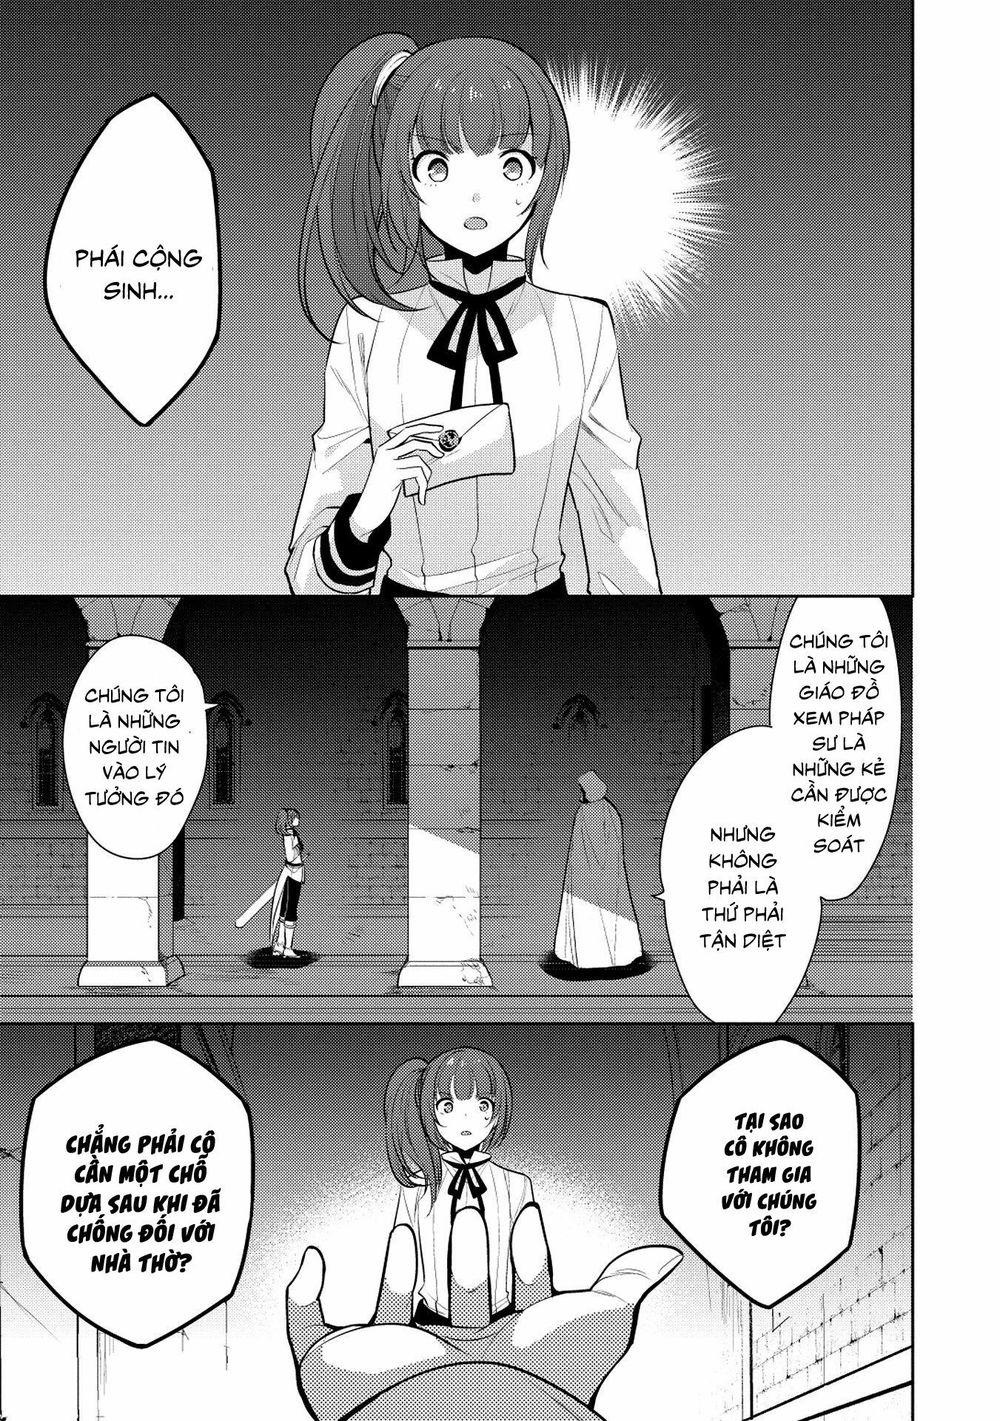 PHÁI CỘNG
SINH...
CHÚNG TÔI
LÀ NHỮNG
GIÁO ĐỒ
XEM PHÁP
SƯ LÀ
NHỮNG KẺ
CẦN ĐƯỢC
KIỂM
SOÁT
NHƯNG
KHÔNG
PHẢI LÀ
THỨ PHẢI
TẬN DIỆT
CHÚNG TÔI
LÀ NHỮNG
NGƯỜI TIN
VÀO LÝ
TƯỞNG ĐÓ
TẠI SAO
CÔ KHÔNG
THAM GIA
VỚI CHÚNG
TÔI?
CHẲNG PHẢI CÔ
CẦN MỘT CHỖ
DỰA SAU KHI ĐÃ
CHỐNG ĐỐI VỚI
NHÀ THỜ?